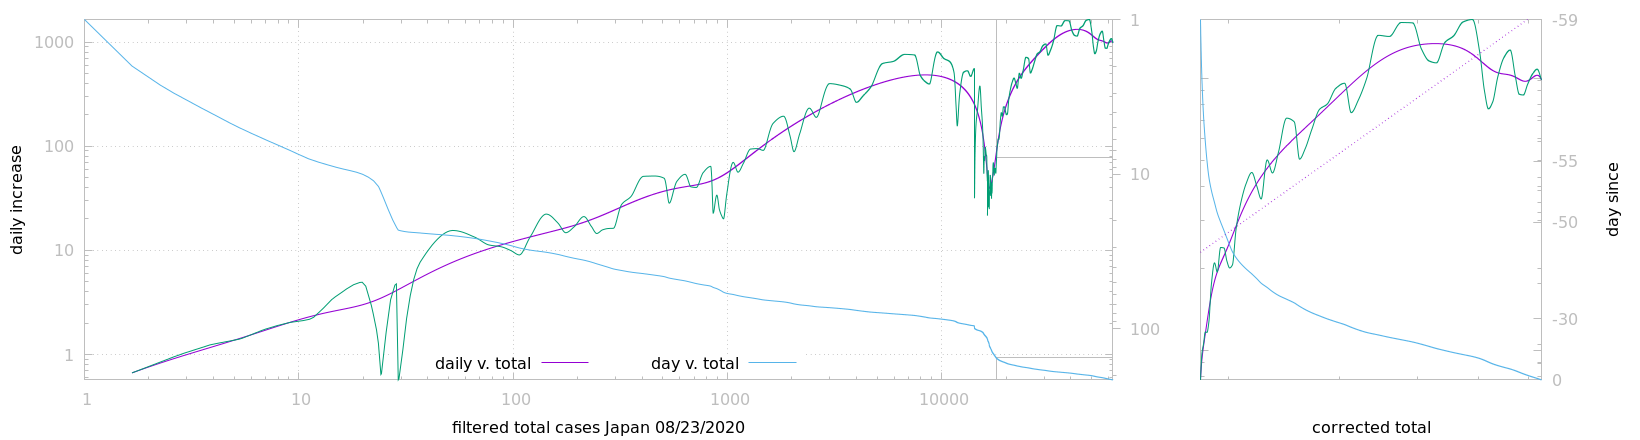 daily increase
1000
100
10
1
1
10
100
daily v. total
day v. total
1
10
100
1000
10000
filtered total cases Japan 08/23/2020
-59
-55
-50
-30
0
day since
corrected total